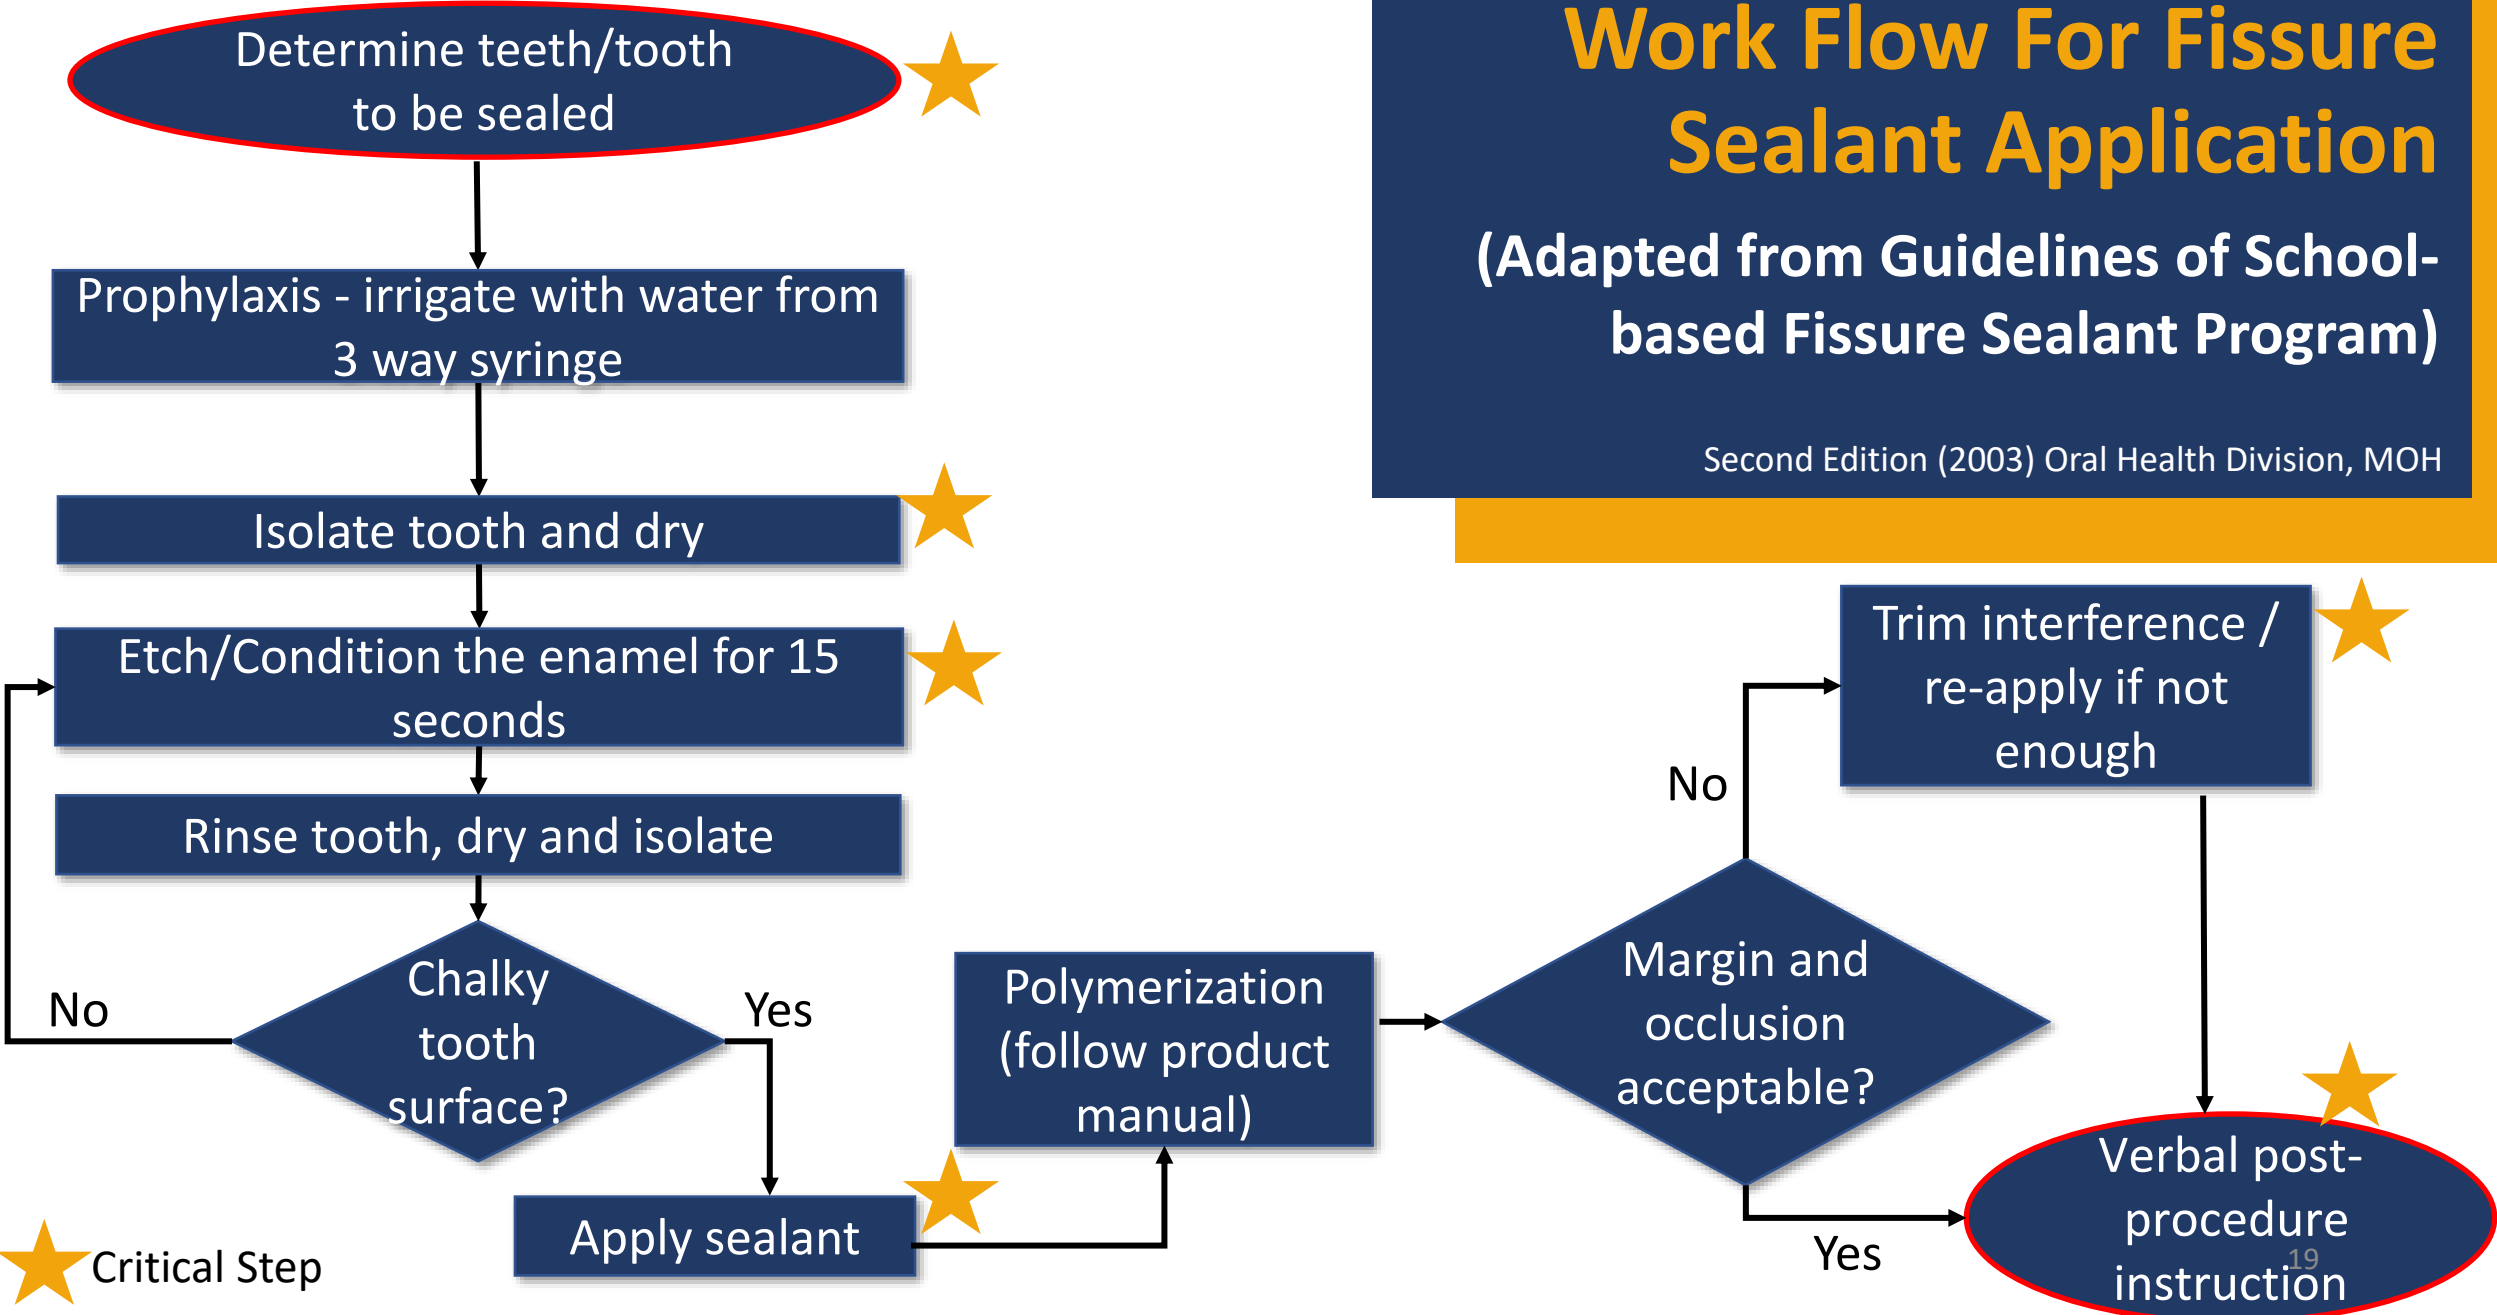 Work Flow For Fissure
Sealant Application
(Adapted from Guidelines of School-
based Fissure Sealant Program)
Second Edition (2003) Oral Health Division, MOH
Determine teeth/tooth
to be sealed
Prophylaxis - irrigate with water from
3 way syringe
Isolate tooth and dry
Etch/Condition the enamel for 15
seconds
Rinse tooth, dry and isolate
Chalky
tooth
surface?
No
Yes
Apply sealant
Polymerization
(follow product
manual)
Margin and
occlusion
acceptable?
No
Yes
Trim interference /
re-apply if not
enough
Verbal post-
procedure
instruction
19
Critical Step